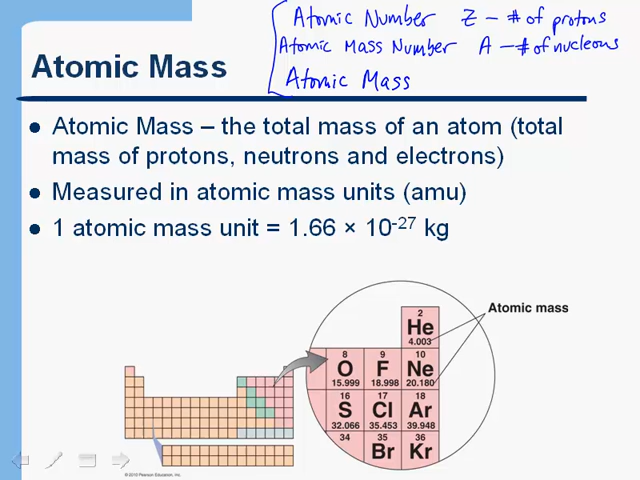 Atomic Number Z – # of protons
Atomic Mass Number A – # of nucleons
Atomic Mass
Atomic Mass
● Atomic Mass – the total mass of an atom (total
mass of protons, neutrons and electrons)
● Measured in atomic mass units (amu)
● 1 atomic mass unit = 1.66 × 10⁻²⁷ kg
Atomic mass
2
He
4.003
8 9 10
O F Ne
15.999 18.998 20.180
16 17 18
S Cl Ar
32.066 35.453 39.948
34 35 36
Br Kr
© 2010 Pearson Education, Inc.